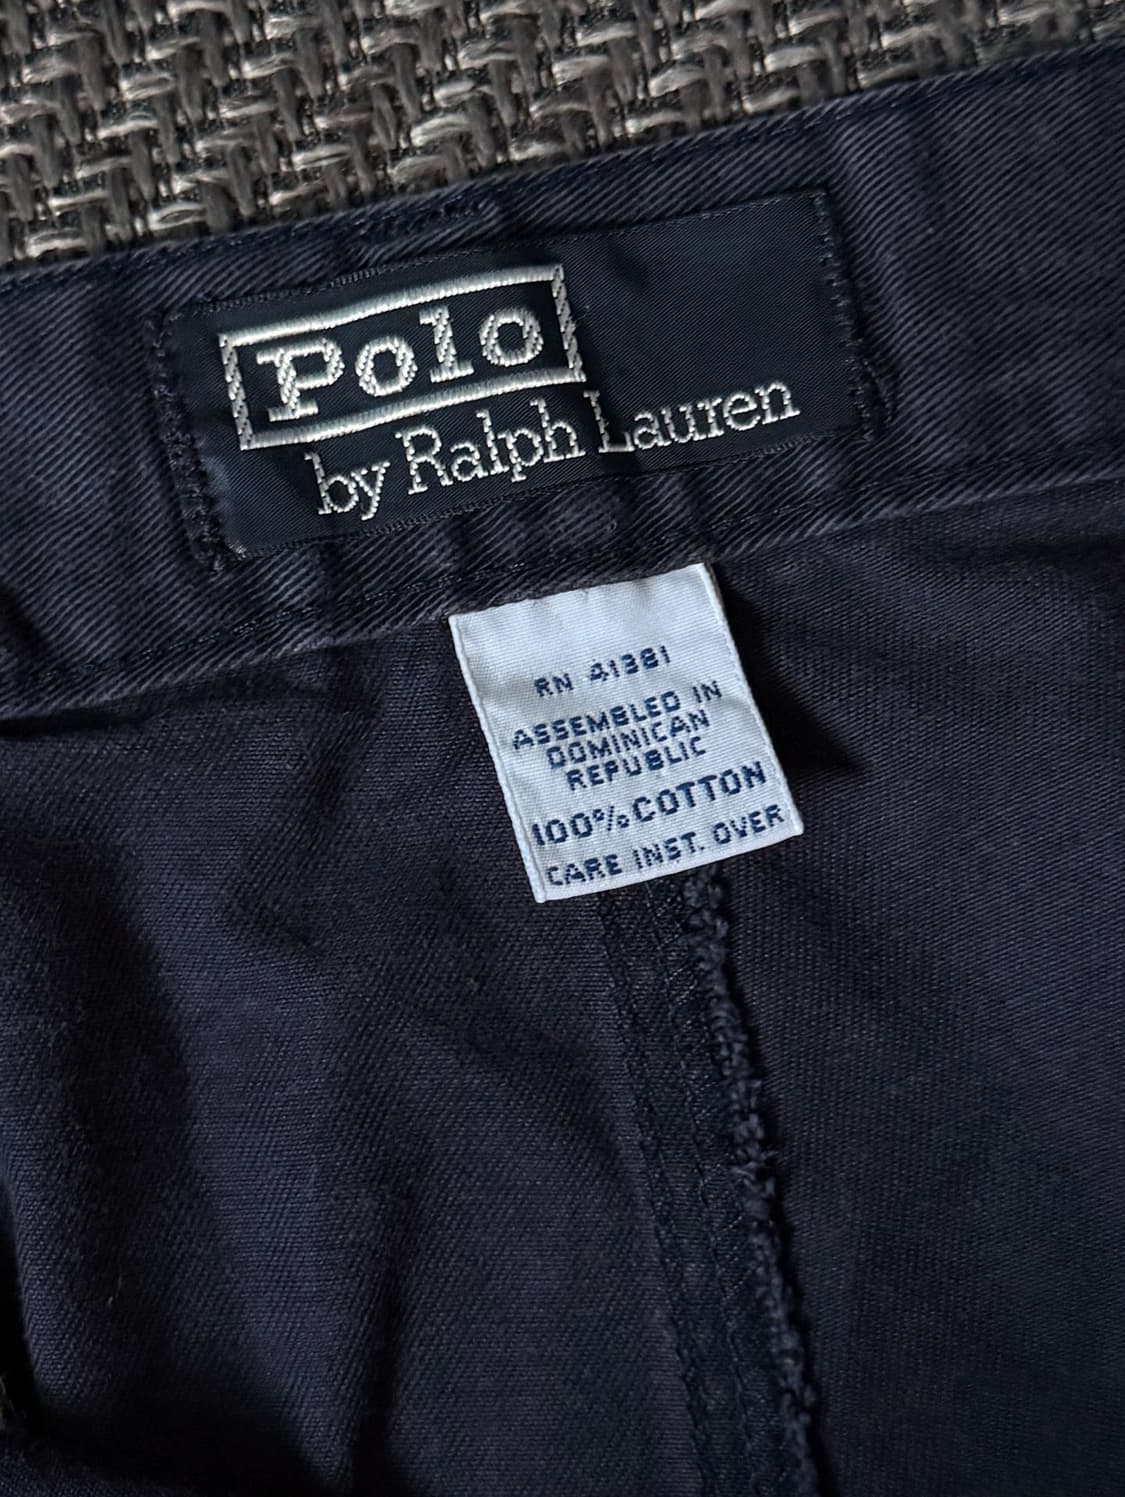 Polo
by Ralph Lauren
RN 41381
ASSEMBLED IN
DOMINICAN
REPUBLIC
100% COTTON
CARE INST. OVER